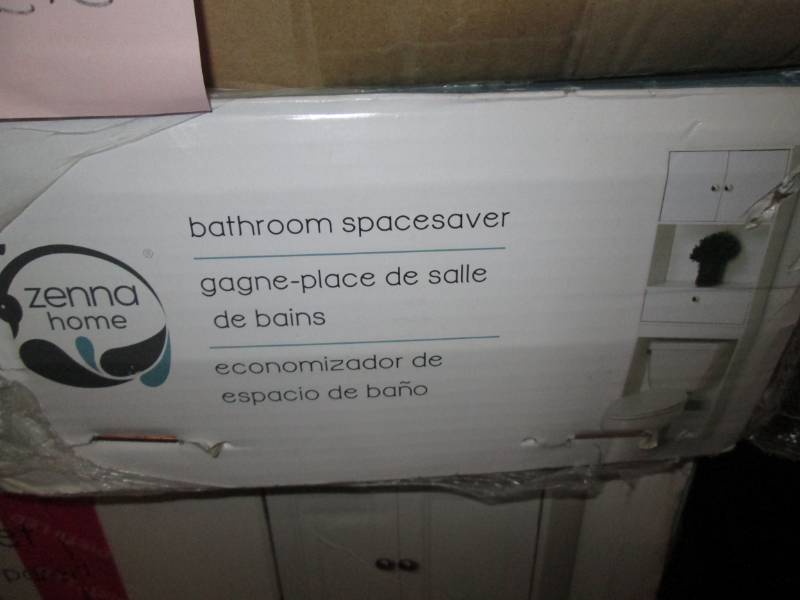 bathroom spacesaver
gagne-place de salle
de bains
economizador de
espacio de baño
zenna
home
®